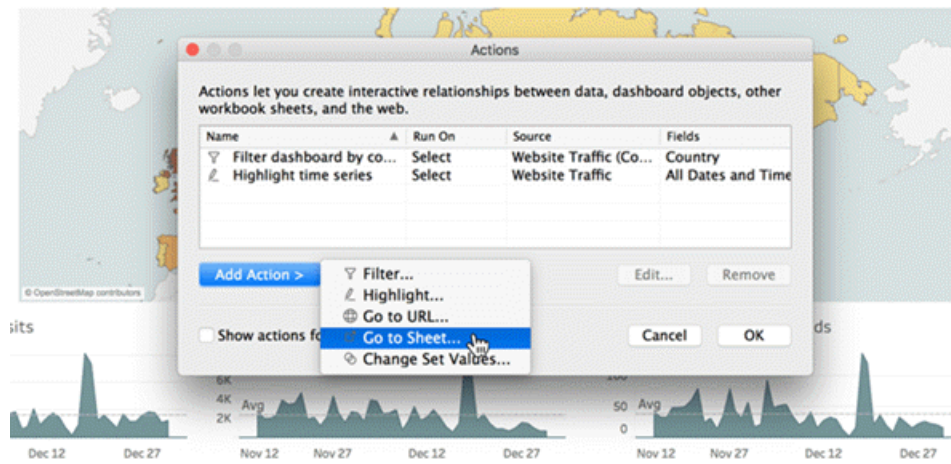 Actions
Actions let you create interactive relationships between data, dashboard objects, other
workbook sheets, and the web.
Name Run On Source Fields
Filter dashboard by co... Select Website Traffic (Co... Country
Highlight time series Select Website Traffic All Dates and Time
Add Action > Edit... Remove
Filter...
Highlight...
Go to URL...
Go to Sheet...
Change Set Values...
© OpenStreetMap contributors
Show actions fo
Cancel OK
sits ds
6K
4K Avg
2K
50 Avg
0
Dec 12 Dec 27 Nov 12 Nov 27 Dec 12 Dec 27 Nov 12 Nov 27 Dec 12 Dec 27